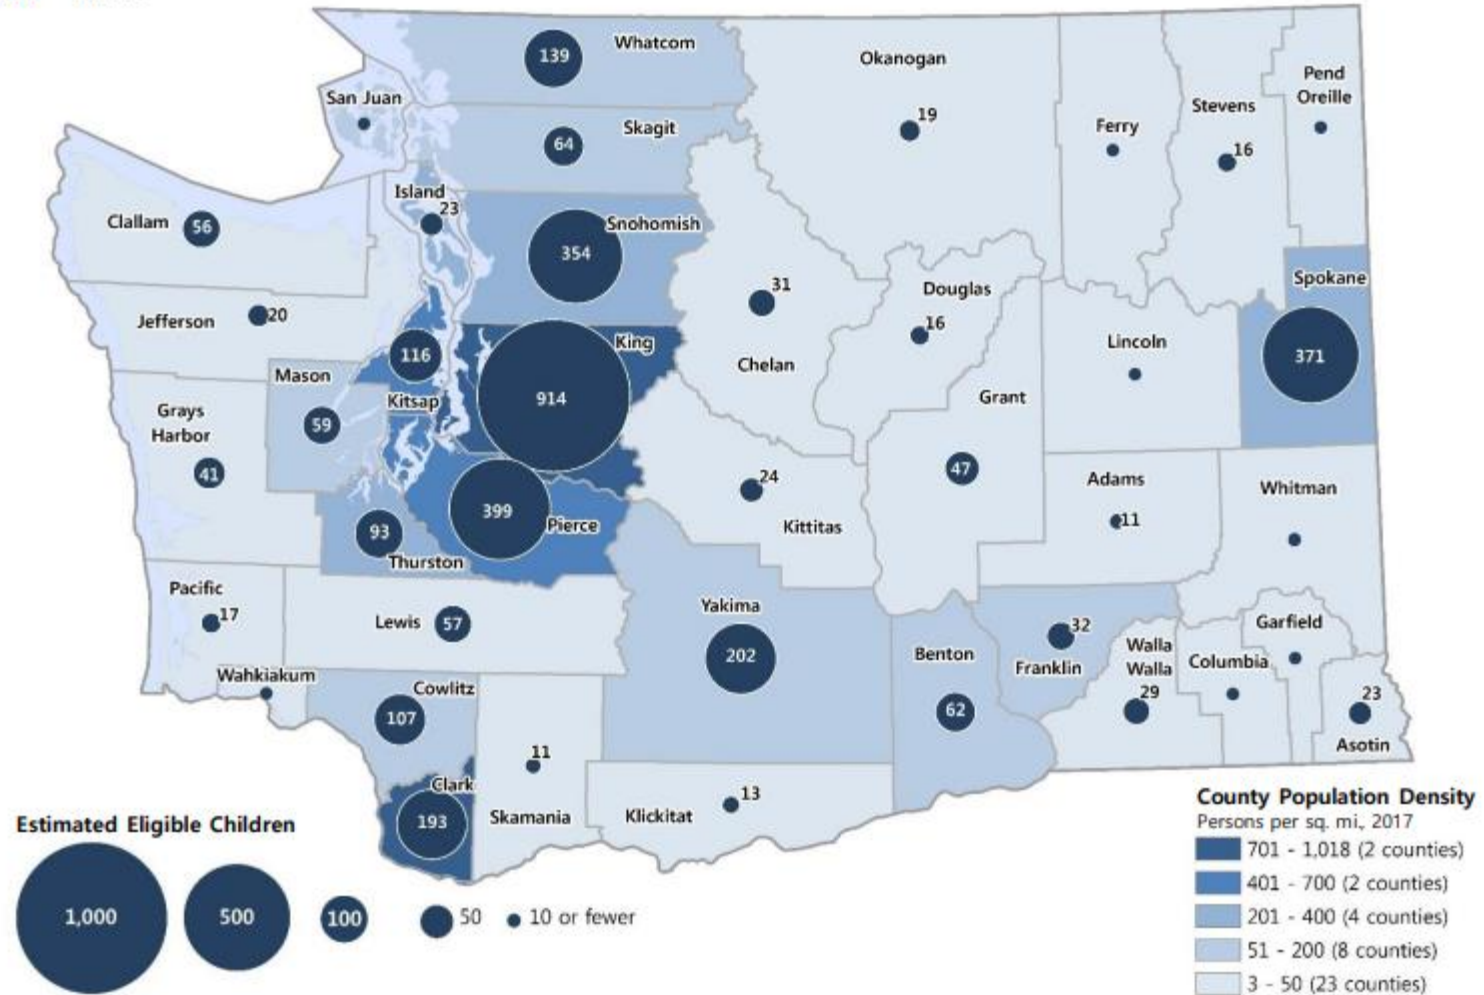 Whatcom
139
Okanogan
19
San Juan
Skagit
64
Ferry
Stevens
16
Pend
Oreille
Island
23
Clallam
56
Snohomish
354
Jefferson
20
Chelan
31
Douglas
16
Spokane
371
King
914
Kitsap
116
Mason
59
Grays
Harbor
41
Lincoln
Grant
47
Pierce
399
Thurston
93
Kittitas
24
Adams
11
Whitman
Pacific
17
Lewis
57
Yakima
202
Benton
62
Franklin
32
Walla
Walla
29
Columbia
Garfield
Asotin
23
Wahkiakum
Cowlitz
107
Clark
193
Skamania
11
Klickitat
13
Estimated Eligible Children
1,000
500
100
50
10 or fewer
County Population Density
Persons per sq. mi., 2017
701 - 1,018 (2 counties)
401 - 700 (2 counties)
201 - 400 (4 counties)
51 - 200 (8 counties)
3 - 50 (23 counties)